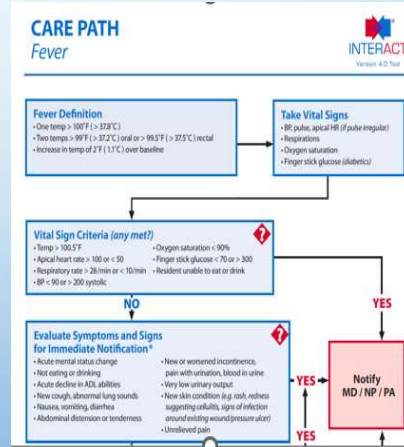 CARE PATH
Fever
INTERACT
Version 4.0 Tool
Fever Definition
• One temp > 100°F (> 37.8°C)
• Two temps > 99°F (> 37.2°C) oral or > 99.5°F (> 37.5°C) rectal
• Increase in temp of 2°F (1.1°C) over baseline
Take Vital Signs
• BP, pulse, apical HR (if pulse irregular)
• Respirations
• Oxygen saturation
• Finger stick glucose (diabetics)
Vital Sign Criteria (any met?)
• Temp > 100.5°F
• Apical heart rate > 100 or < 50
• Respiratory rate > 28/min or < 10/min
• BP < 90 or > 200 systolic
• Oxygen saturation < 90%
• Finger stick glucose < 70 or > 300
• Resident unable to eat or drink
?
NO
YES
Evaluate Symptoms and Signs
for Immediate Notification*
• Acute mental status change
• Not eating or drinking
• Acute decline in ADL abilities
• New cough, abnormal lung sounds
• Nausea, vomiting, diarrhea
• Abdominal distension or tenderness
• New or worsened incontinence,
pain with urination, blood in urine
• Very low urinary output
• New skin condition (e.g. rash, redness
suggesting cellulitis, signs of infection
around existing wound/pressure ulcer)
• Unrelieved pain
?
YES
Notify
MD / NP / PA
YES